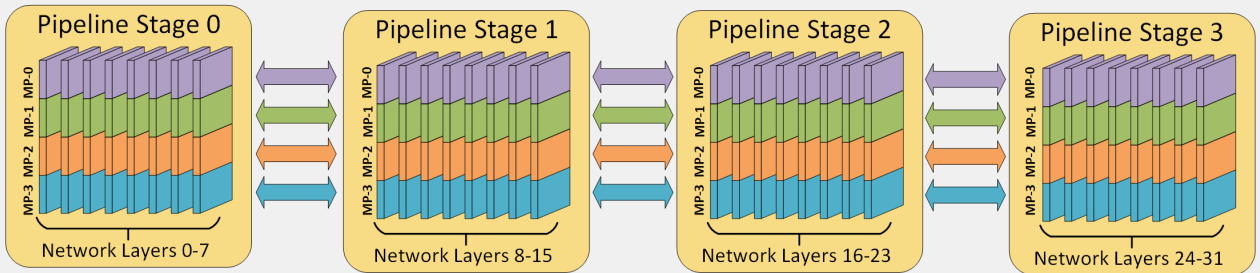 Pipeline Stage 0
MP-0
MP-1
MP-2
MP-3
Network Layers 0-7
Pipeline Stage 1
MP-0
MP-1
MP-2
MP-3
Network Layers 8-15
Pipeline Stage 2
MP-0
MP-1
MP-2
MP-3
Network Layers 16-23
Pipeline Stage 3
MP-0
MP-1
MP-2
MP-3
Network Layers 24-31